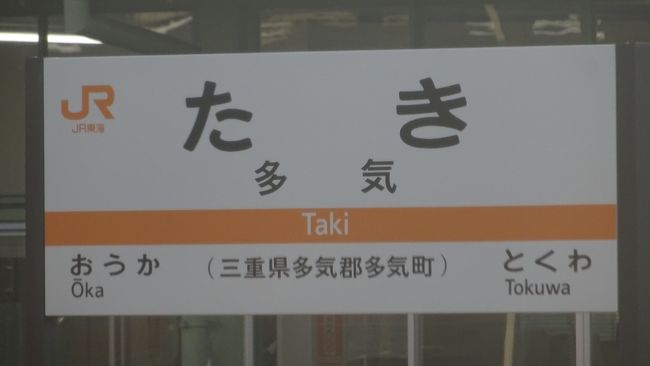 JR
JR東海
たき
多気
Taki
おうか
Ōka
（三重県多気郡多気町）
とくわ
Tokuwa